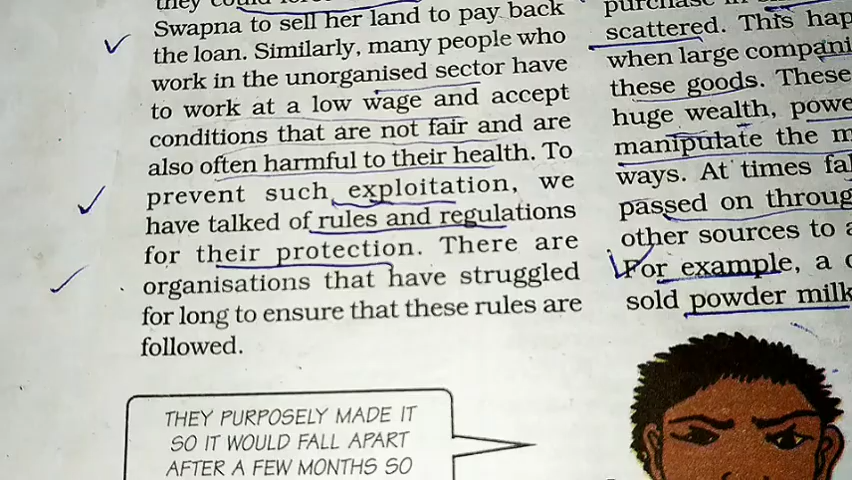 they could
Swapna to sell her land to pay back
the loan. Similarly, many people who
work in the unorganised sector have
to work at a low wage and accept
conditions that are not fair and are
also often harmful to their health. To
prevent such exploitation, we
have talked of rules and regulations
for their protection. There are
organisations that have struggled
for long to ensure that these rules are
followed.
THEY PURPOSELY MADE IT
SO IT WOULD FALL APART
AFTER A FEW MONTHS SO
purchase in
scattered. This
when large
these goods. These
huge wealth,
manipulate the
ways. At times
passed on
other sources to
For example, a
sold powder milk